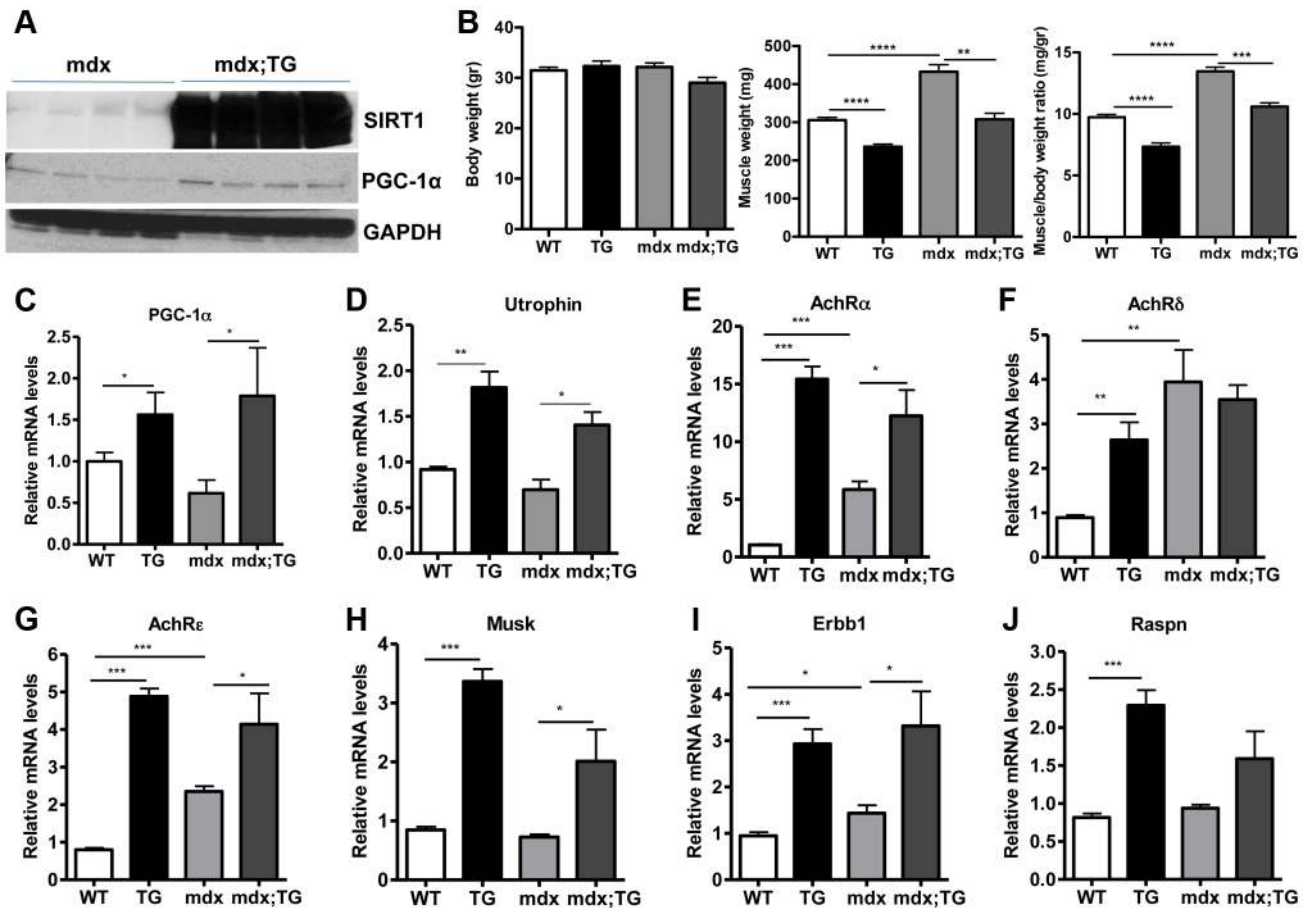 A
mdx
mdx;TG
SIRT1
PGC-1α
GAPDH
B
Body weight (gr)
40
30
20
10
0
WT TG mdx mdx;TG
Muscle weight (mg)
500
400
300
200
100
0
****
**
****
WT TG mdx mdx;TG
Muscle/body weight ratio (mg/gr)
15
10
5
0
****
***
****
WT TG mdx mdx;TG
C
PGC-1α
Relative mRNA levels
2.5
2.0
1.5
1.0
0.5
0.0
*
*
WT TG mdx mdx;TG
D
Utrophin
Relative mRNA levels
2.5
2.0
1.5
1.0
0.5
0.0
**
*
WT TG mdx mdx;TG
E
AchRα
Relative mRNA levels
20
15
10
5
0
***
***
*
WT TG mdx mdx;TG
F
AchRδ
Relative mRNA levels
5
4
3
2
1
0
**
**
WT TG mdx mdx;TG
G
AchRε
Relative mRNA levels
6
5
4
3
2
1
0
***
***
*
WT TG mdx mdx;TG
H
Musk
Relative mRNA levels
4
3
2
1
0
***
*
WT TG mdx mdx;TG
I
Erbb1
Relative mRNA levels
5
4
3
2
1
0
*
*
***
WT TG mdx mdx;TG
J
Raspn
Relative mRNA levels
3.0
2.5
2.0
1.5
1.0
0.5
0.0
***
WT TG mdx mdx;TG